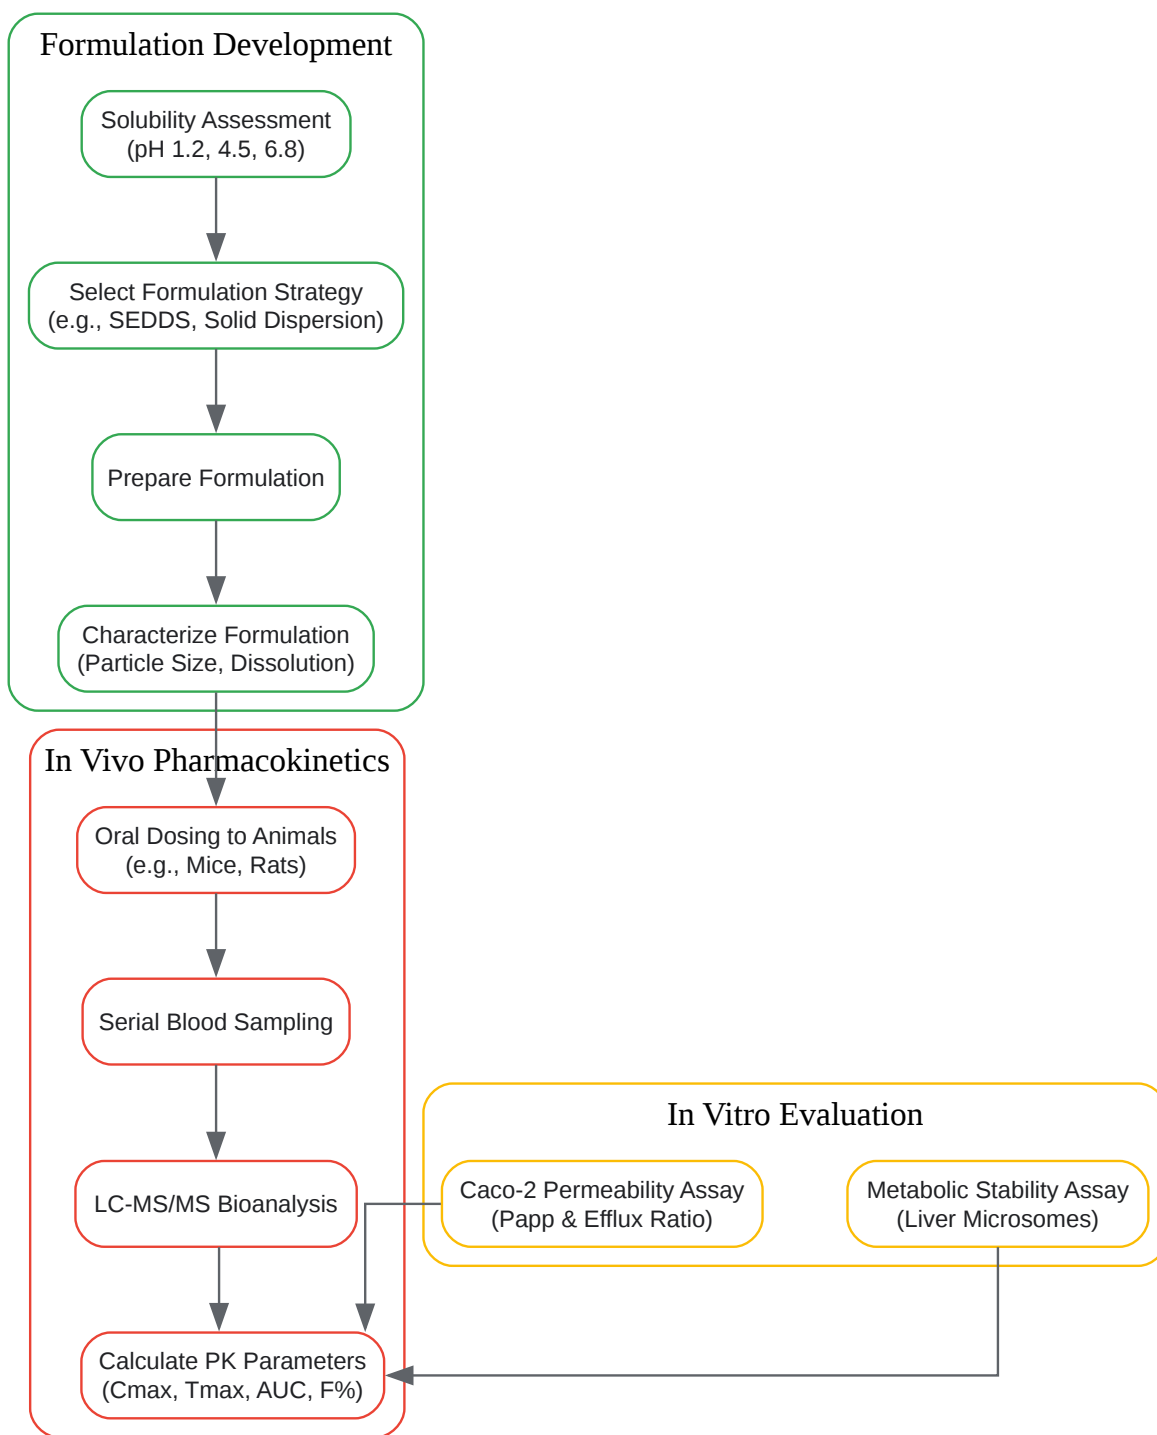 Formulation Development
Solubility Assessment
(pH 1.2, 4.5, 6.8)
Select Formulation Strategy
(e.g., SEDDS, Solid Dispersion)
Prepare Formulation
Characterize Formulation
(Particle Size, Dissolution)
In Vivo Pharmacokinetics
Oral Dosing to Animals
(e.g., Mice, Rats)
Serial Blood Sampling
LC-MS/MS Bioanalysis
Calculate PK Parameters
(Cmax, Tmax, AUC, F%)
In Vitro Evaluation
Caco-2 Permeability Assay
(Papp & Efflux Ratio)
Metabolic Stability Assay
(Liver Microsomes)